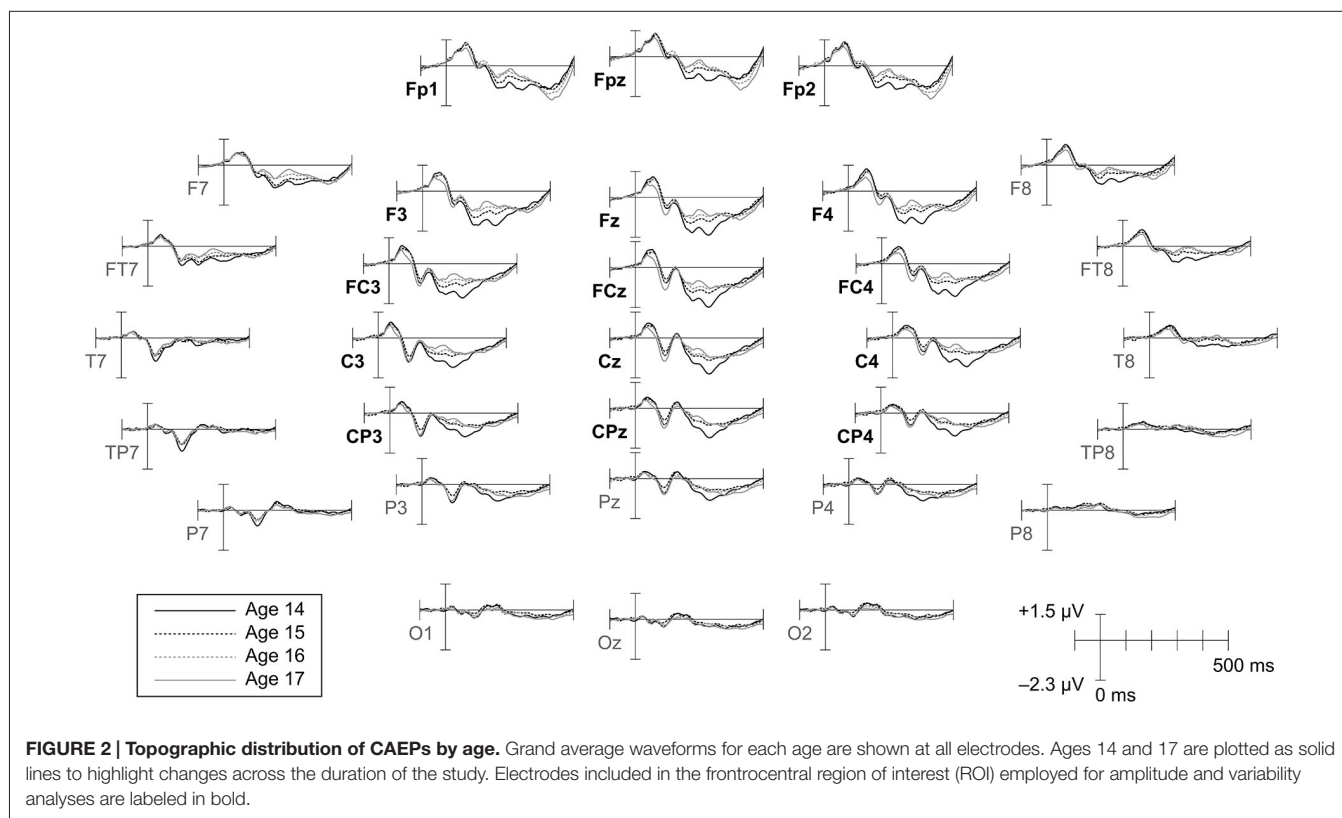 Fp1 Fpz Fp2
F7 F3 Fz F4 F8
FT7 FC3 FCz FC4 FT8
T7 C3 Cz C4 T8
TP7 CP3 CPz CP4 TP8
P7 P3 Pz P4 P8
O1 Oz O2
Age 14
Age 15
Age 16
Age 17
+1.5 µV
500 ms
–2.3 µV
0 ms
FIGURE 2 | Topographic distribution of CAEPs by age. Grand average waveforms for each age are shown at all electrodes. Ages 14 and 17 are plotted as solid
lines to highlight changes across the duration of the study. Electrodes included in the frontrocentral region of interest (ROI) employed for amplitude and variability
analyses are labeled in bold.